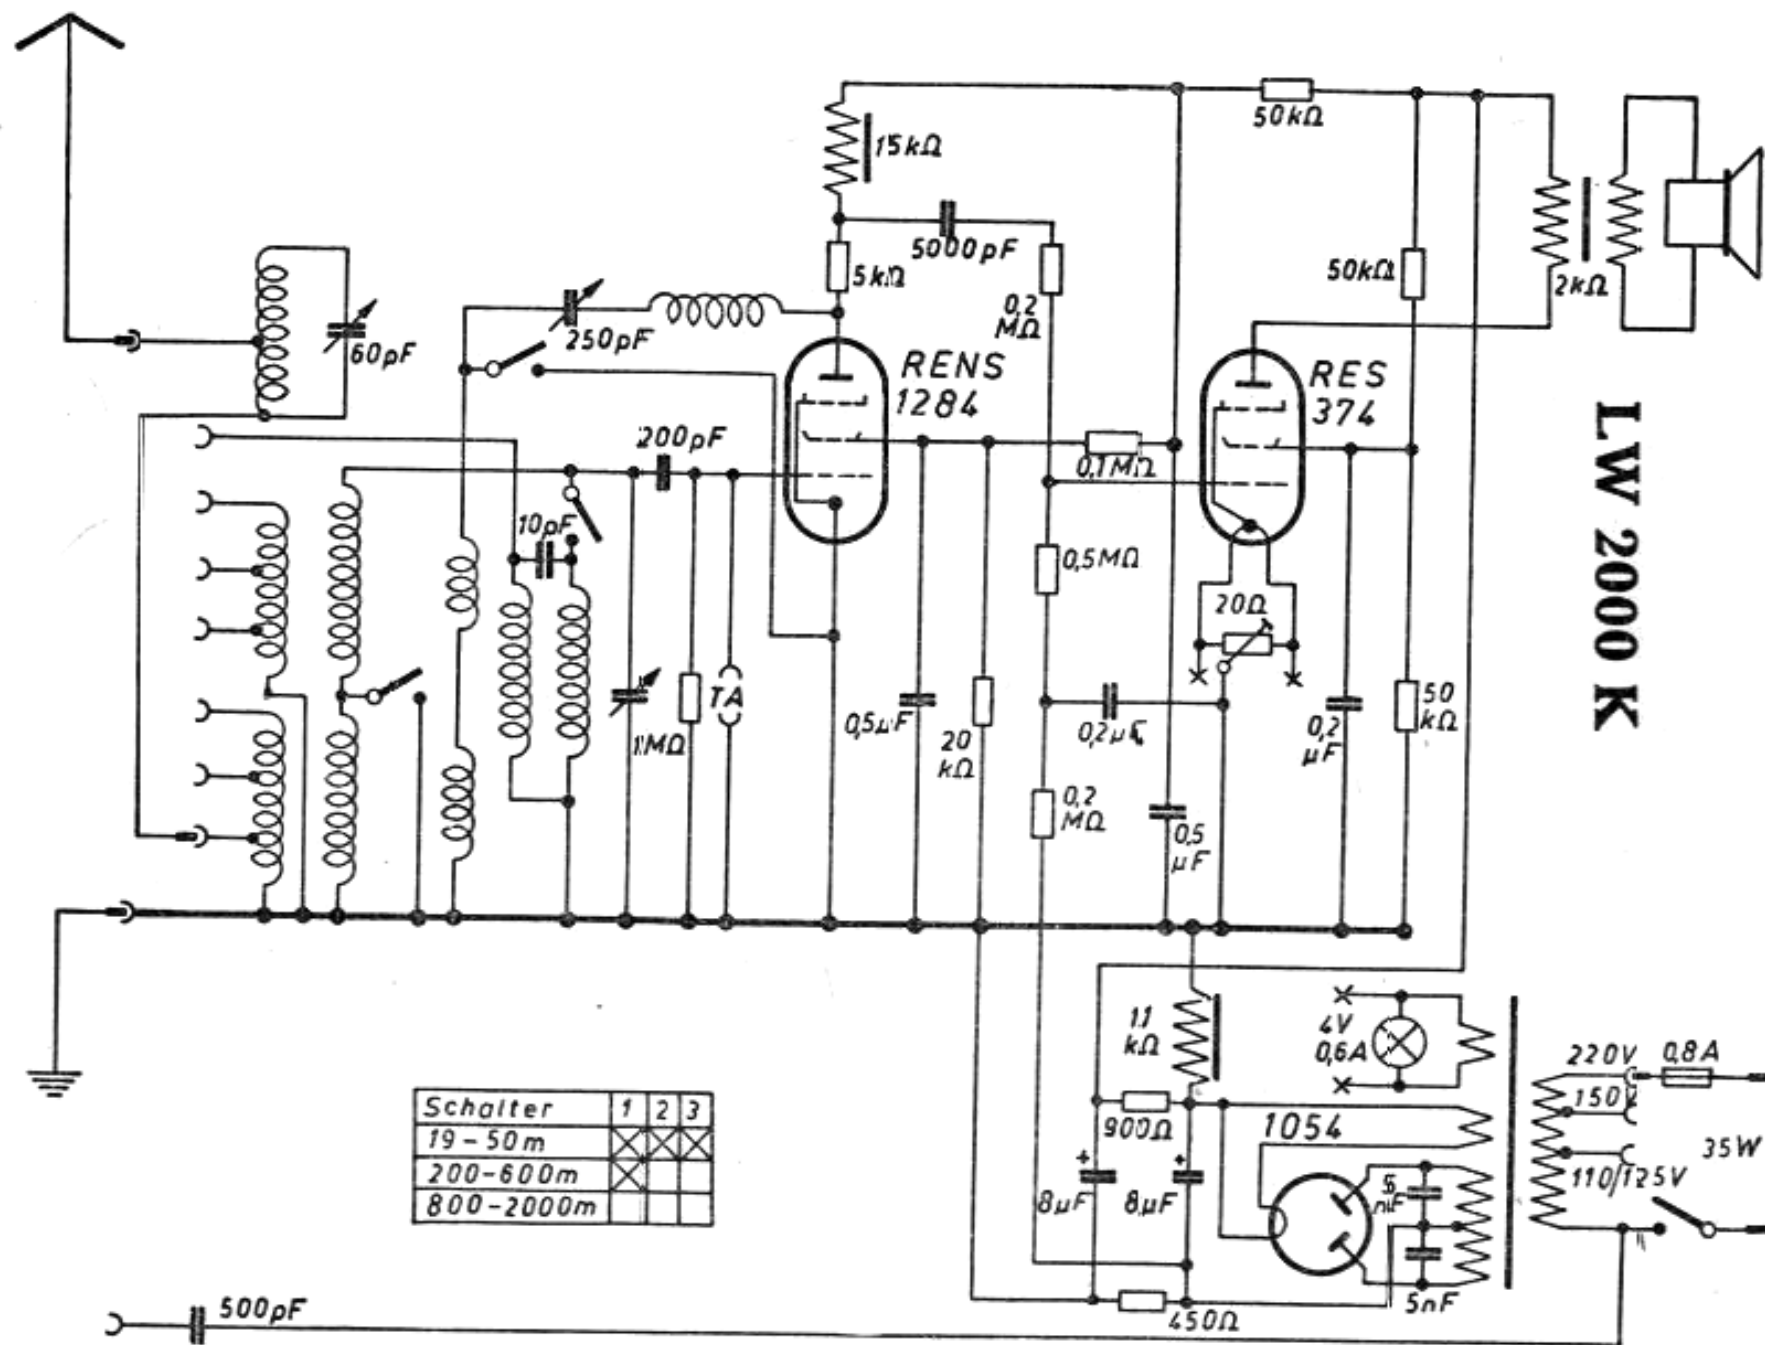 50kΩ
15kΩ
5000pF
5kΩ
0,2
MΩ
50kΩ
2kΩ
60pF
250pF
RENS
1284
RES
374
LW 2000 K
200pF
0,1MΩ
10pF
0,5MΩ
20Ω
TA
1MΩ
0,5µF
20
kΩ
0,2µF
0,2
µF
50
kΩ
0,2
MΩ
0,5
µF
1,1
kΩ
4V
0,6A
220V
0,8A
150V
900Ω
1054
35W
110/125V
+
8µF
+
8µF
5
nF
5nF
450Ω
Schalter 1 2 3
19-50m
200-600m
800-2000m
500pF